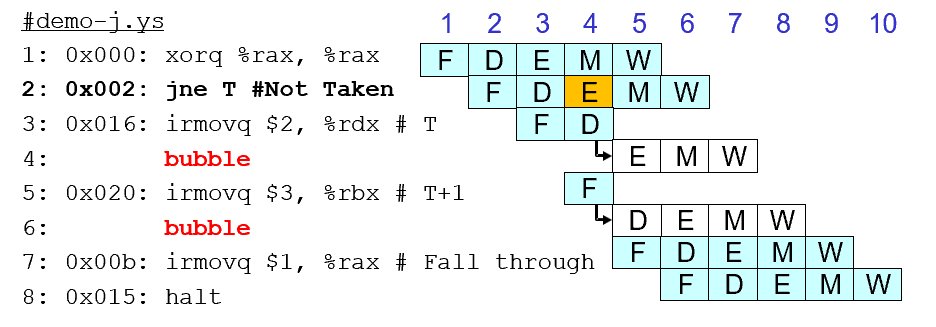 #demo-j.ys 1 2 3 4 5 6 7 8 9 10
1: 0x000: xorq %rax, %rax F D E M W
2: 0x002: jne T #Not Taken F D E M W
3: 0x016: irmovq $2, %rdx # T F D
4: bubble E M W
5: 0x020: irmovq $3, %rbx # T+1 F
6: bubble D E M W
7: 0x00b: irmovq $1, %rax # Fall through F D E M W
8: 0x015: halt F D E M W